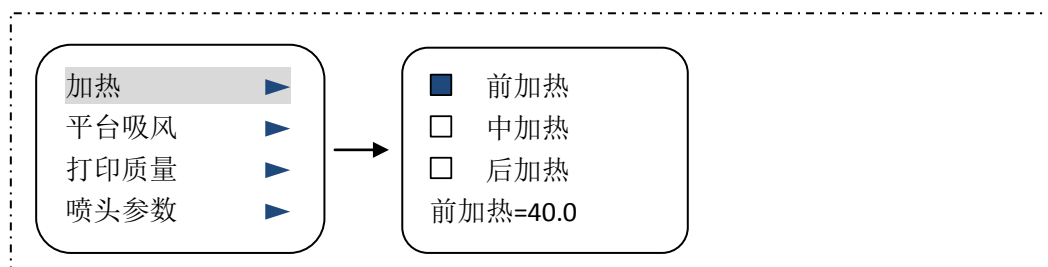 加热
平台吸风
打印质量
喷头参数
前加热
中加热
后加热
前加热=40.0